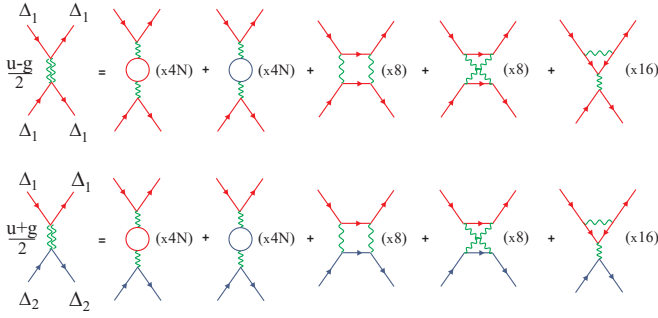 Δ₁ Δ₁
u-g
2
= (x4N) + (x4N) + (x8) + (x8) + (x16)
Δ₁ Δ₁
Δ₁ Δ₁
u+g
2
= (x4N) + (x4N) + (x8) + (x8) + (x16)
Δ₂ Δ₂